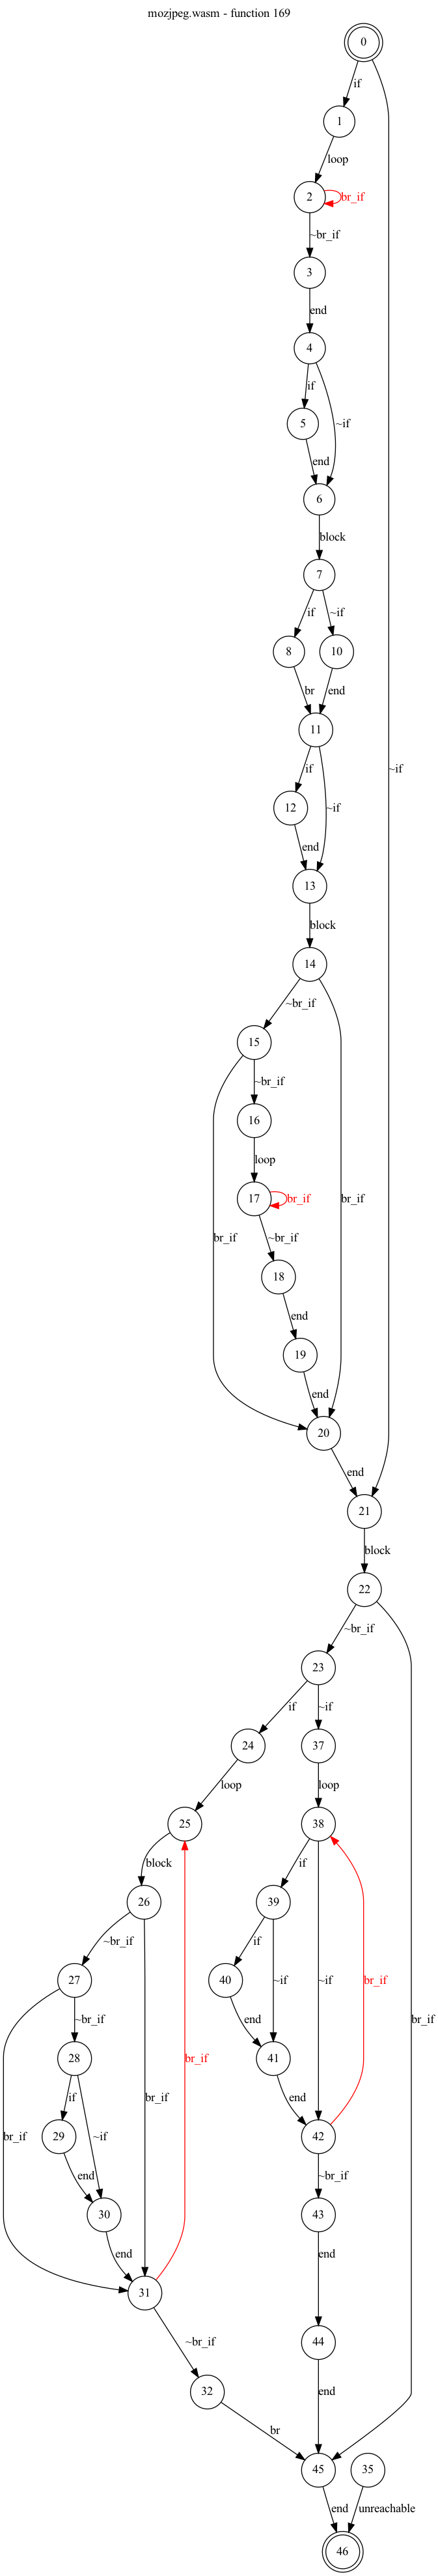 mozjpeg.wasm - function 169
0
if
1
loop
2
br_if
~br_if
3
end
4
if
5
~if
end
6
block
7
if
~if
8
10
br
end
11
if
~if
~if
12
end
13
block
14
~br_if
15
~br_if
16
br_if
loop
17
br_if
br_if
~br_if
18
end
19
end
20
end
21
block
22
~br_if
23
if
~if
24
37
loop
loop
25
38
block
if
26
39
~br_if
if
27
40
~if
~if
br_if
~br_if
end
br_if
28
41
br_if
br_if
if
~if
end
br_if
29
42
end
~br_if
30
43
end
end
31
~br_if
44
32
end
br
45
35
end
unreachable
46